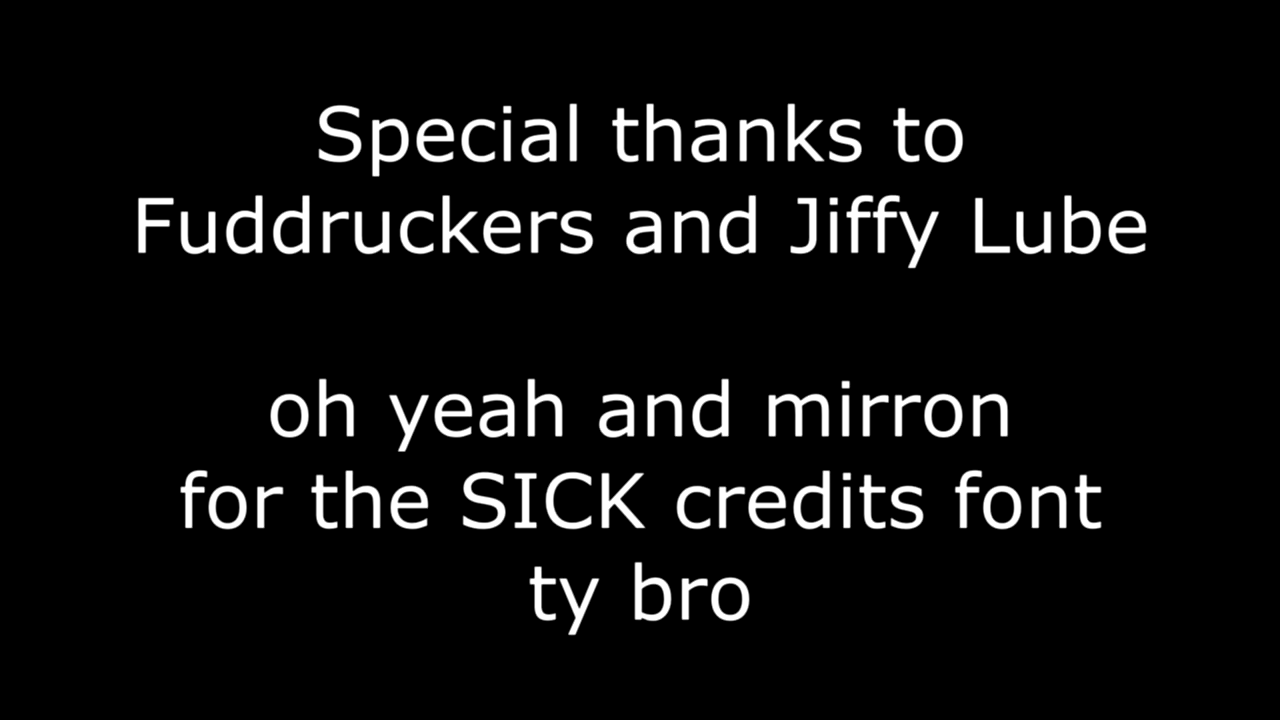 Special thanks to
Fuddruckers and Jiffy Lube
oh yeah and mirron
for the SICK credits font
ty bro